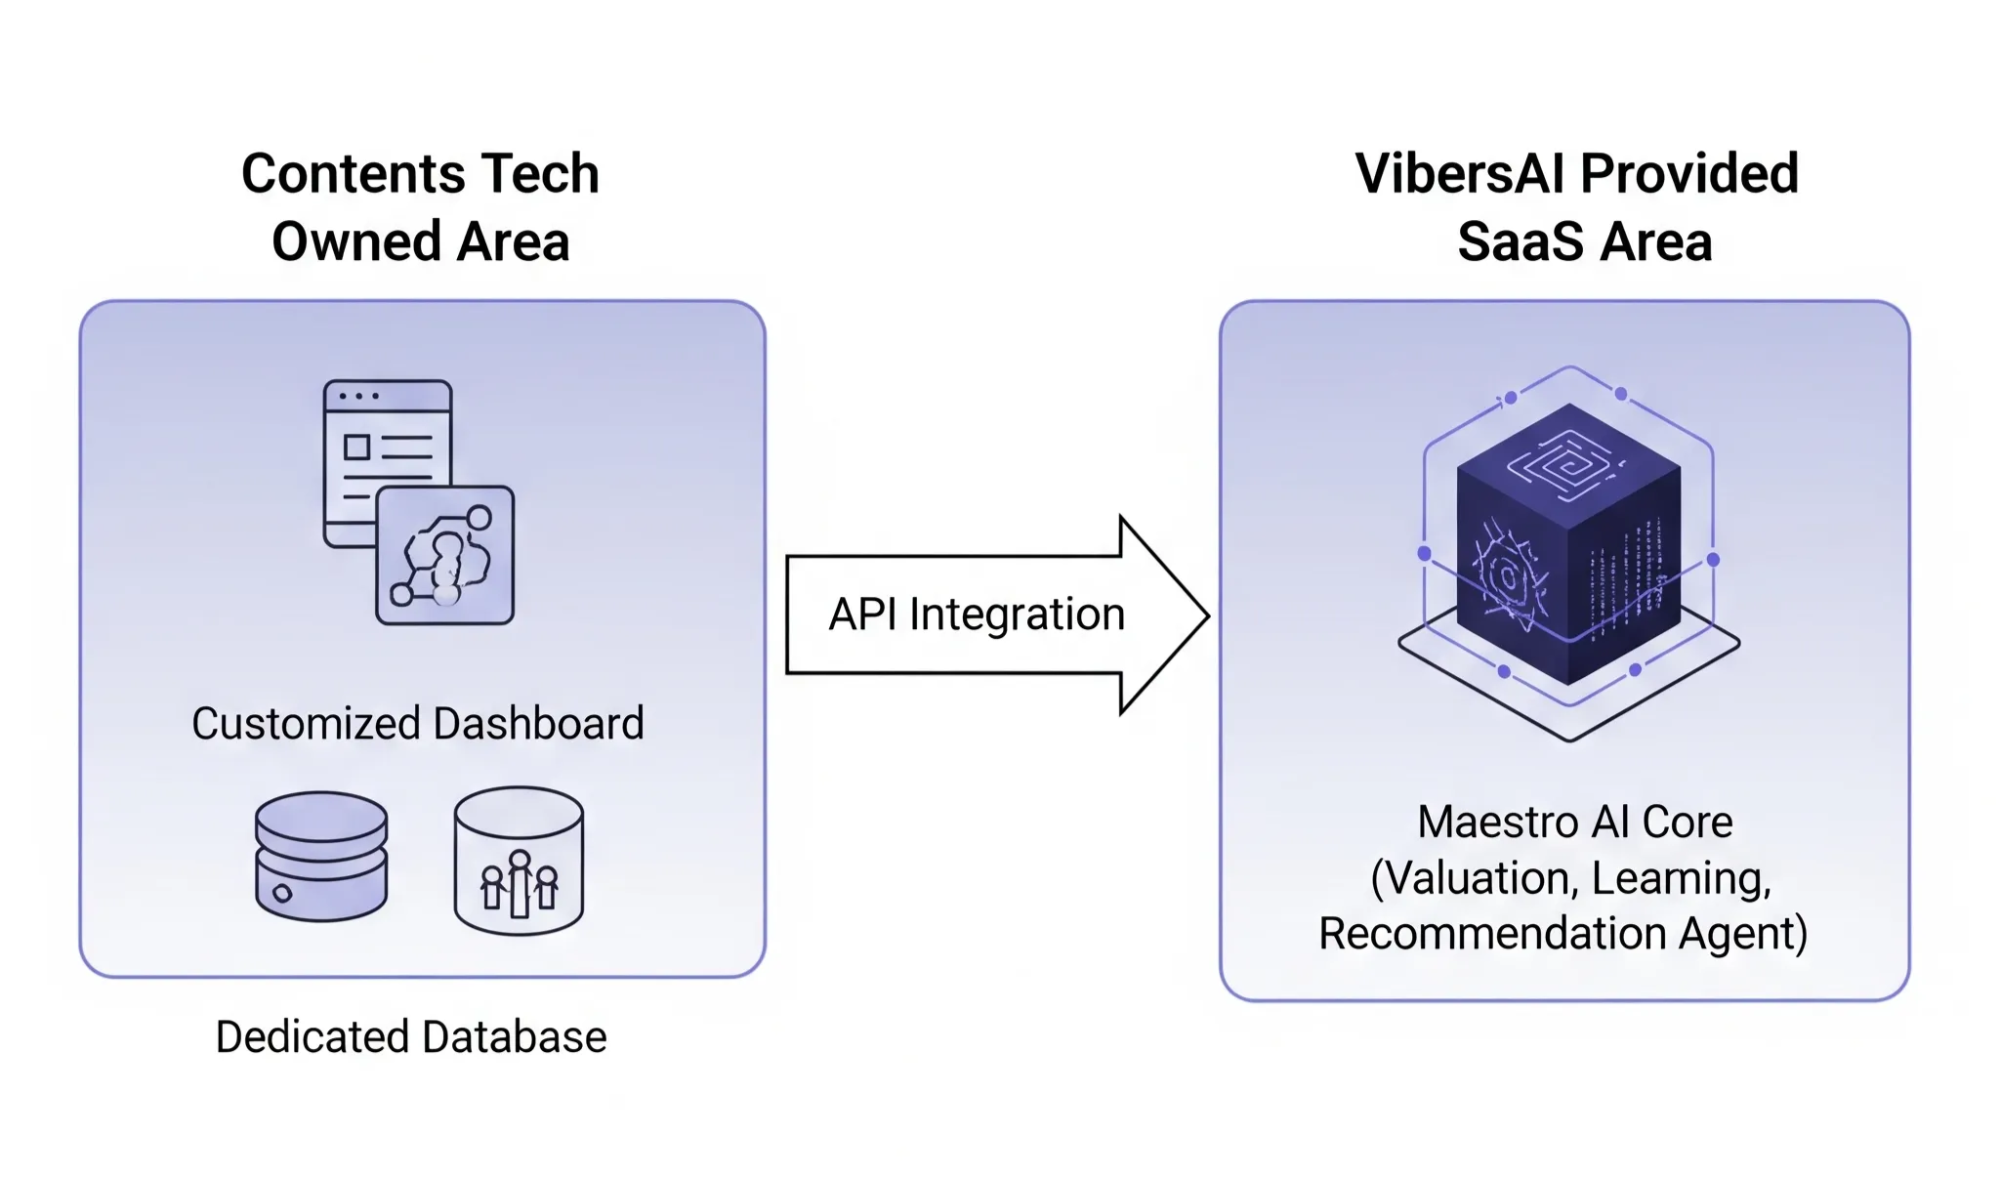 Contents Tech
Owned Area
Customized Dashboard
Dedicated Database
API Integration
VibersAI Provided
SaaS Area
Maestro AI Core
(Valuation, Learning,
Recommendation Agent)